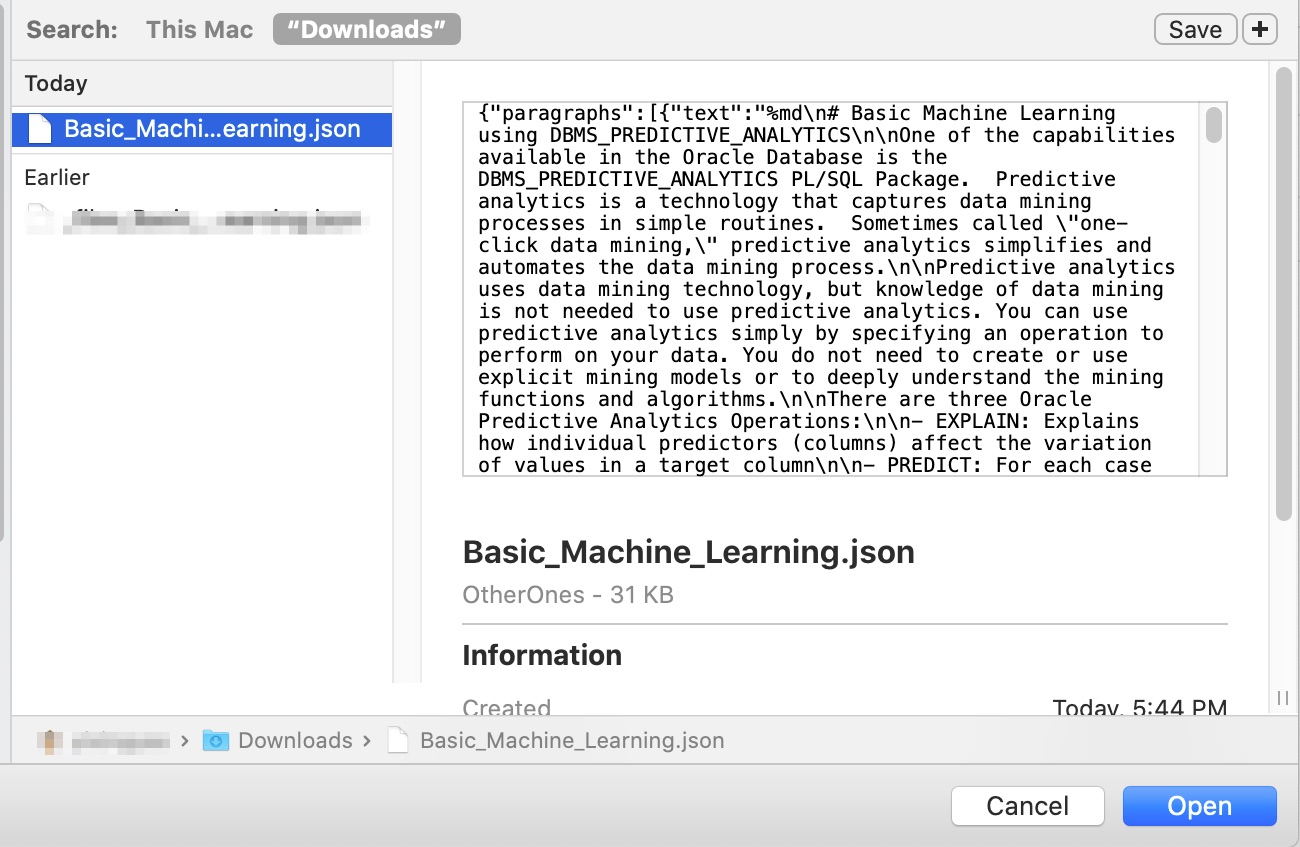 Search: This Mac “Downloads” Save +
Today
Basic_Machi...earning.json
Earlier
{"paragraphs":[{"text":"%md\n# Basic Machine Learning
using DBMS_PREDICTIVE_ANALYTICS\n\nOne of the capabilities
available in the Oracle Database is the
DBMS_PREDICTIVE_ANALYTICS PL/SQL Package.  Predictive
analytics is a technology that captures data mining
processes in simple routines.  Sometimes called \"one-
click data mining,\" predictive analytics simplifies and
automates the data mining process.\n\nPredictive analytics
uses data mining technology, but knowledge of data mining
is not needed to use predictive analytics. You can use
predictive analytics simply by specifying an operation to
perform on your data. You do not need to create or use
explicit mining models or to deeply understand the mining
functions and algorithms.\n\nThere are three Oracle
Predictive Analytics Operations:\n\n- EXPLAIN: Explains
how individual predictors (columns) affect the variation
of values in a target column\n\n- PREDICT: For each case
Basic_Machine_Learning.json
OtherOnes - 31 KB
Information
Created Today, 5:44 PM
› Downloads › Basic_Machine_Learning.json
Cancel Open